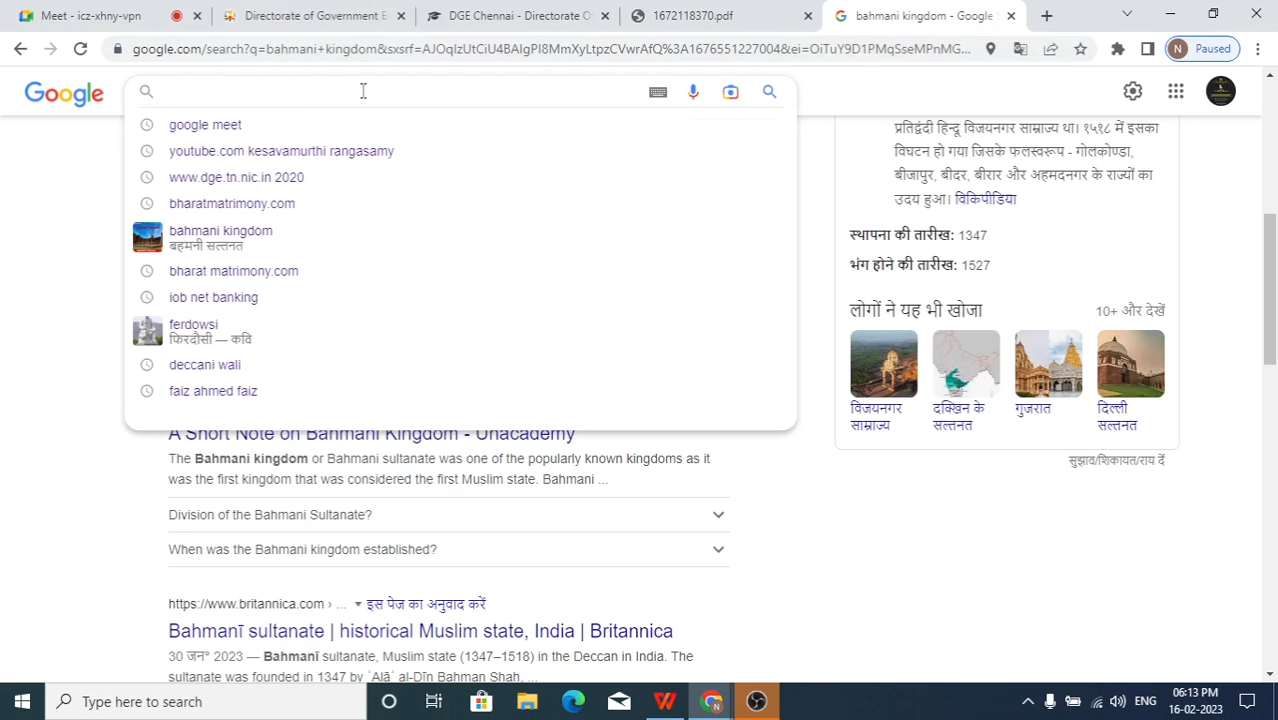 Meet - icz-xhny-vpn
Directorate of Government E
DGE Chennai - Directorate Of
1672118370.pdf
bahmani kingdom - Google S
google.com/search?q=bahmani+kingdom&sxsrf=AJOqlzUtCiU4BAIgPl8MmXyLtpzCVwrAfQ%3A1676551227004&ei=OiTuY9D1PMqSseMPnMG...
N
Paused
Google
google meet
youtube.com kesavamurthi rangasamy
www.dge.tn.nic.in 2020
bharatmatrimony.com
bahmani kingdom
बहमनी सल्तनत
bharat matrimony.com
iob net banking
ferdowsi
फिरदौसी — कवि
deccani wali
faiz ahmed faiz
A Short Note on Bahmani Kingdom - Unacademy
The Bahmani kingdom or Bahmani sultanate was one of the popularly known kingdoms as it
was the first kingdom that was considered the first Muslim state. Bahmani ...
Division of the Bahmani Sultanate?
When was the Bahmani kingdom established?
https://www.britannica.com › ... इस पेज का अनुवाद करें
Bahmanī sultanate | historical Muslim state, India | Britannica
30 जन॰ 2023 — Bahmanī sultanate, Muslim state (1347–1518) in the Deccan in India. The
sultanate was founded in 1347 by ʿAlāʾ al-Dīn Bahman Shah, ...
प्रतिद्वंदी हिन्दू विजयनगर साम्राज्य था। १५१८ में इसका
विघटन हो गया जिसके फलस्वरूप - गोलकोण्डा,
बीजापुर, बीदर, बीरार और अहमदनगर के राज्यों का
उदय हुआ। विकिपीडिया
स्थापना की तारीख: 1347
भंग होने की तारीख: 1527
लोगों ने यह भी खोजा
10+ और देखें
विजयनगर
साम्राज्य
दक्खिन के
सल्तनत
गुजरात
दिल्ली
सल्तनत
सुझाव/शिकायत/राय दें
Type here to search
ENG
06:13 PM
16-02-2023